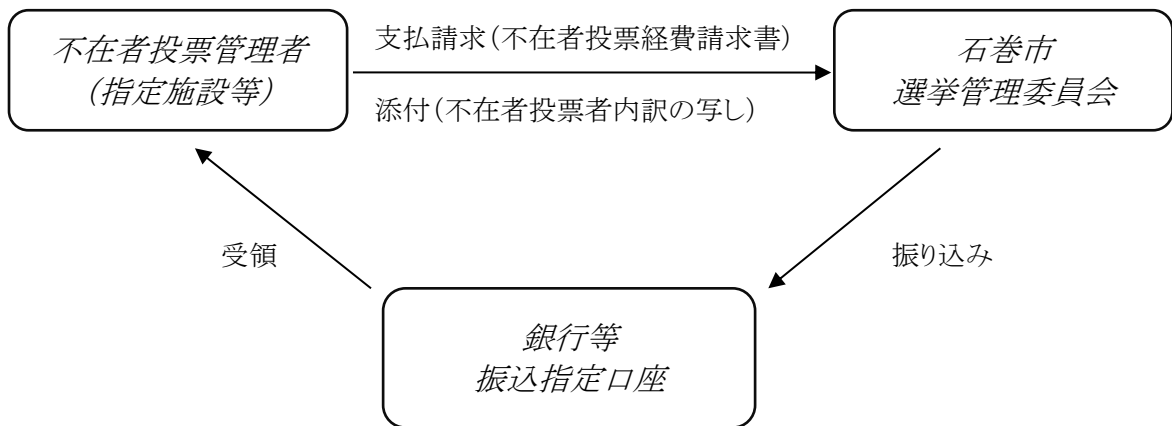 不在者投票管理者
(指定施設等)
支払請求(不在者投票経費請求書)
添付(不在者投票者内訳の写し)
石巻市
選挙管理委員会
受領
振り込み
銀行等
振込指定口座